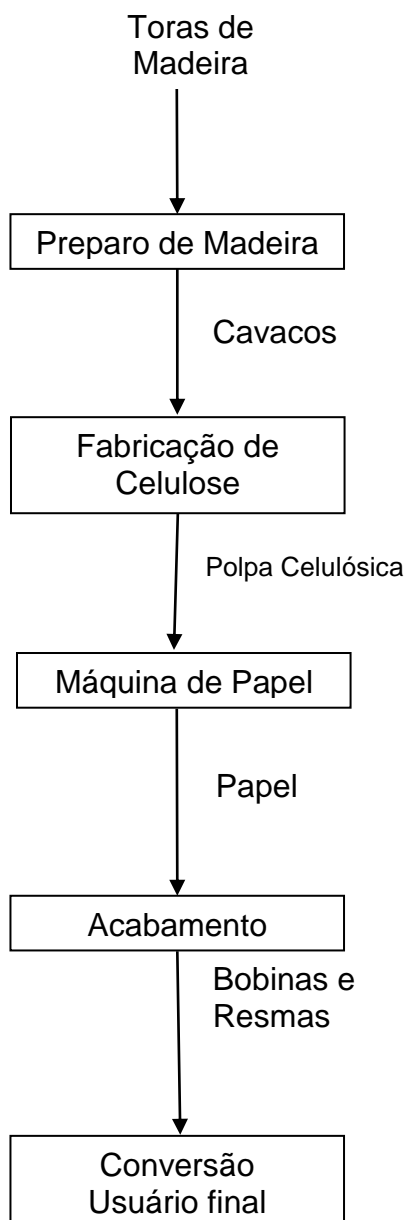 Toras de
Madeira
Preparo de Madeira
Cavacos
Fabricação de
Celulose
Polpa Celulósica
Máquina de Papel
Papel
Acabamento
Bobinas e
Resmas
Conversão
Usuário final